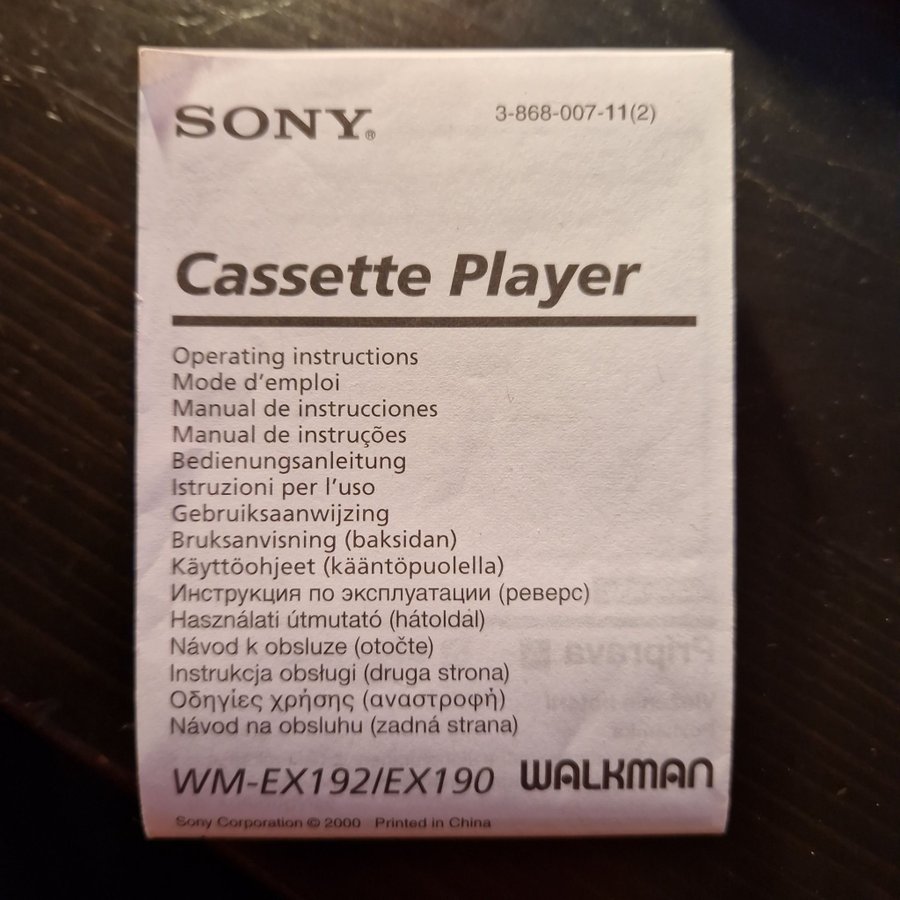 SONY®
3-868-007-11(2)
Cassette Player
Operating instructions
Mode d'emploi
Manual de instrucciones
Manual de instruções
Bedienungsanleitung
Istruzioni per l'uso
Gebruiksaanwijzing
Bruksanvisning (baksidan)
Käyttöohjeet (kääntöpuolella)
Инструкция по эксплуатации (реверс)
Használati útmutató (hátoldal)
Návod k obsluze (otočte)
Instrukcja obsługi (druga strona)
Οδηγίες χρήσης (αναστροφή)
Návod na obsluhu (zadná strana)
Príprava
WM-EX192/EX190 WALKMAN
Sony Corporation © 2000 Printed in China